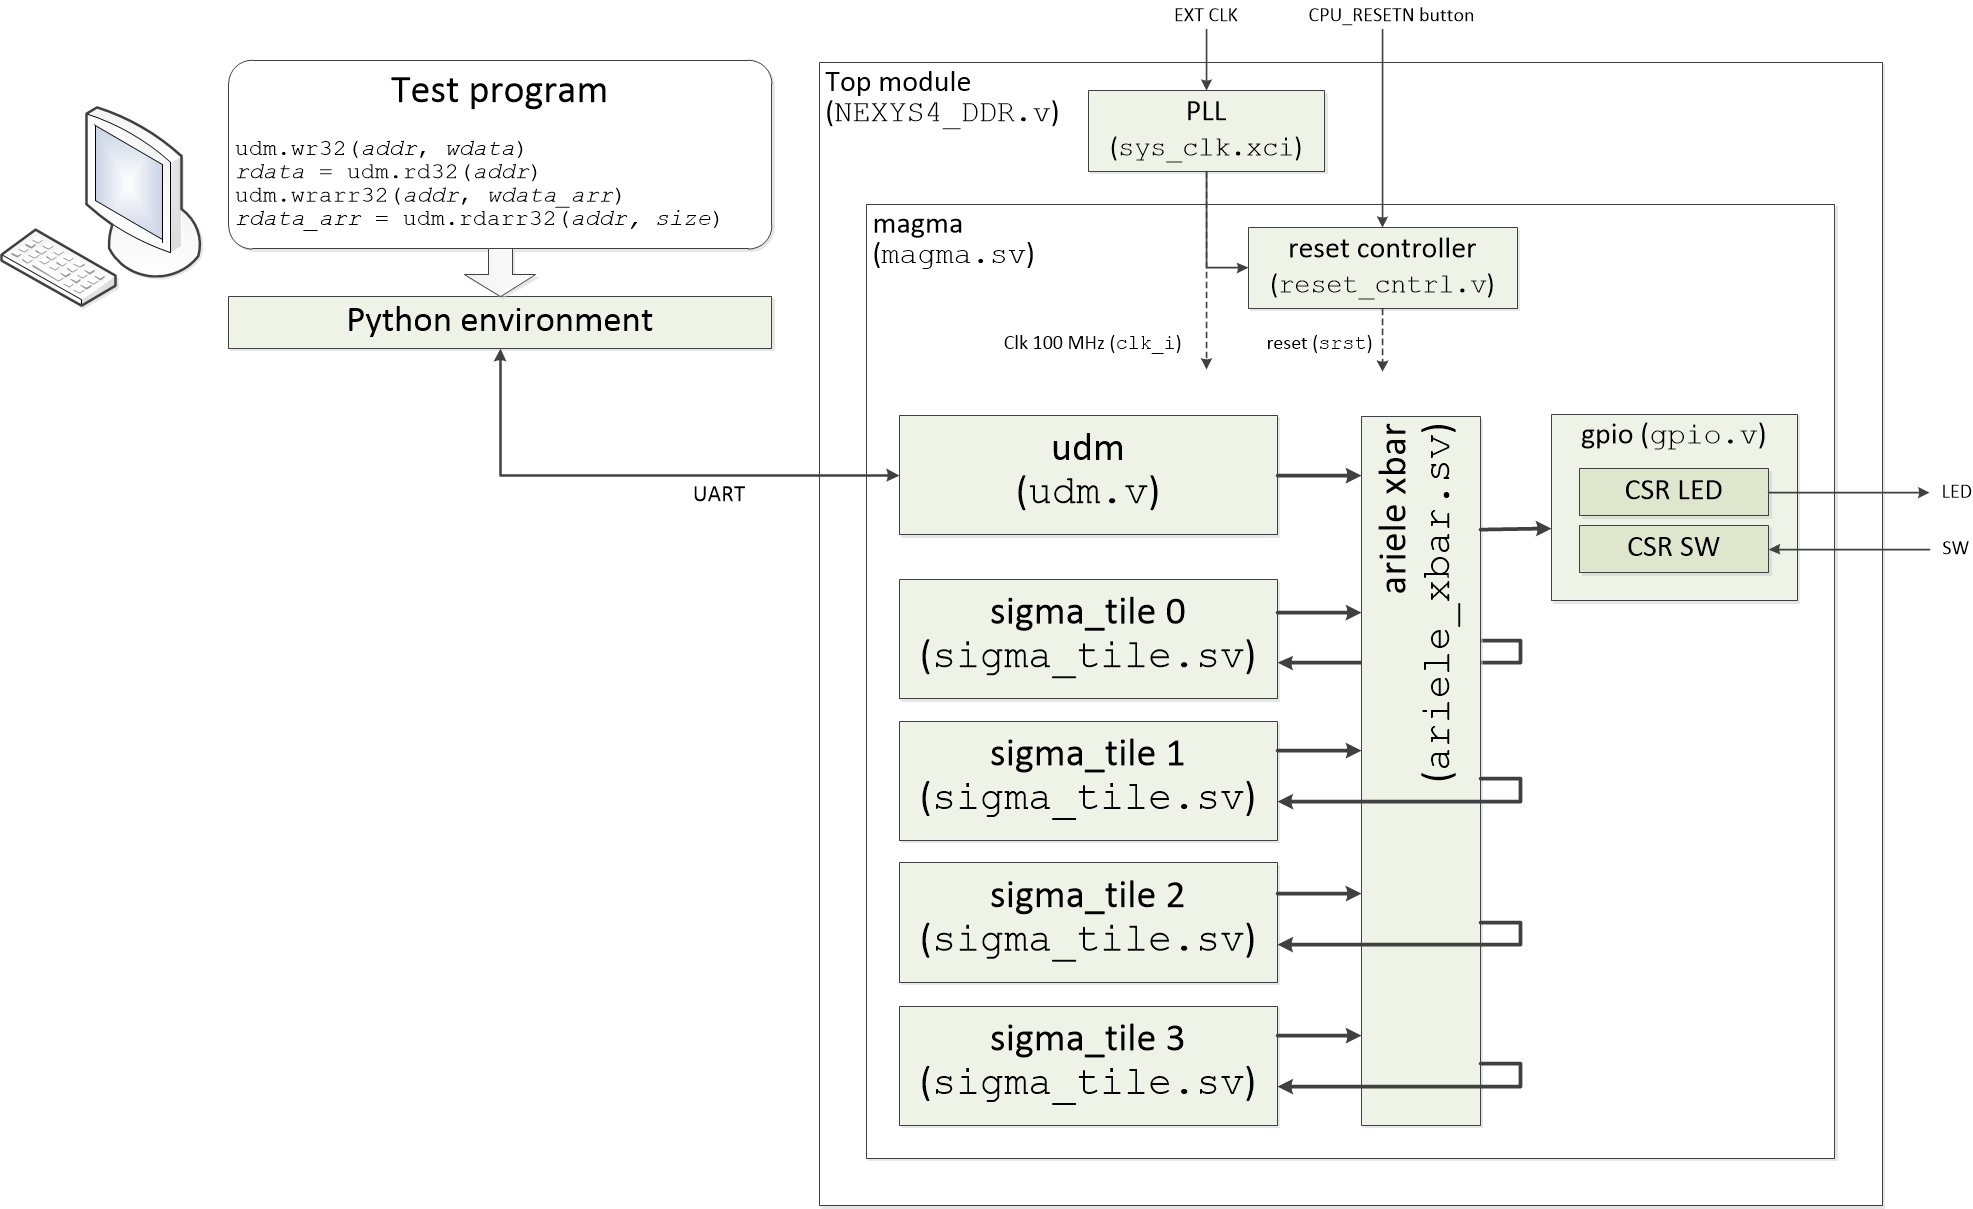 EXT CLK
CPU_RESETN button
Test program
udm.wr32(addr, wdata)
rdata = udm.rd32(addr)
udm.wrarr32(addr, wdata_arr)
rdata_arr = udm.rdarr32(addr, size)
Python environment
UART
Top module
(NEXYS4_DDR.v)
PLL
(sys_clk.xci)
magma
(magma.sv)
reset controller
(reset_cntrl.v)
Clk 100 MHz (clk_i)
reset (srst)
udm
(udm.v)
ariele xbar
(ariele_xbar.sv)
gpio (gpio.v)
CSR LED
LED
CSR SW
SW
sigma_tile 0
(sigma_tile.sv)
sigma_tile 1
(sigma_tile.sv)
sigma_tile 2
(sigma_tile.sv)
sigma_tile 3
(sigma_tile.sv)